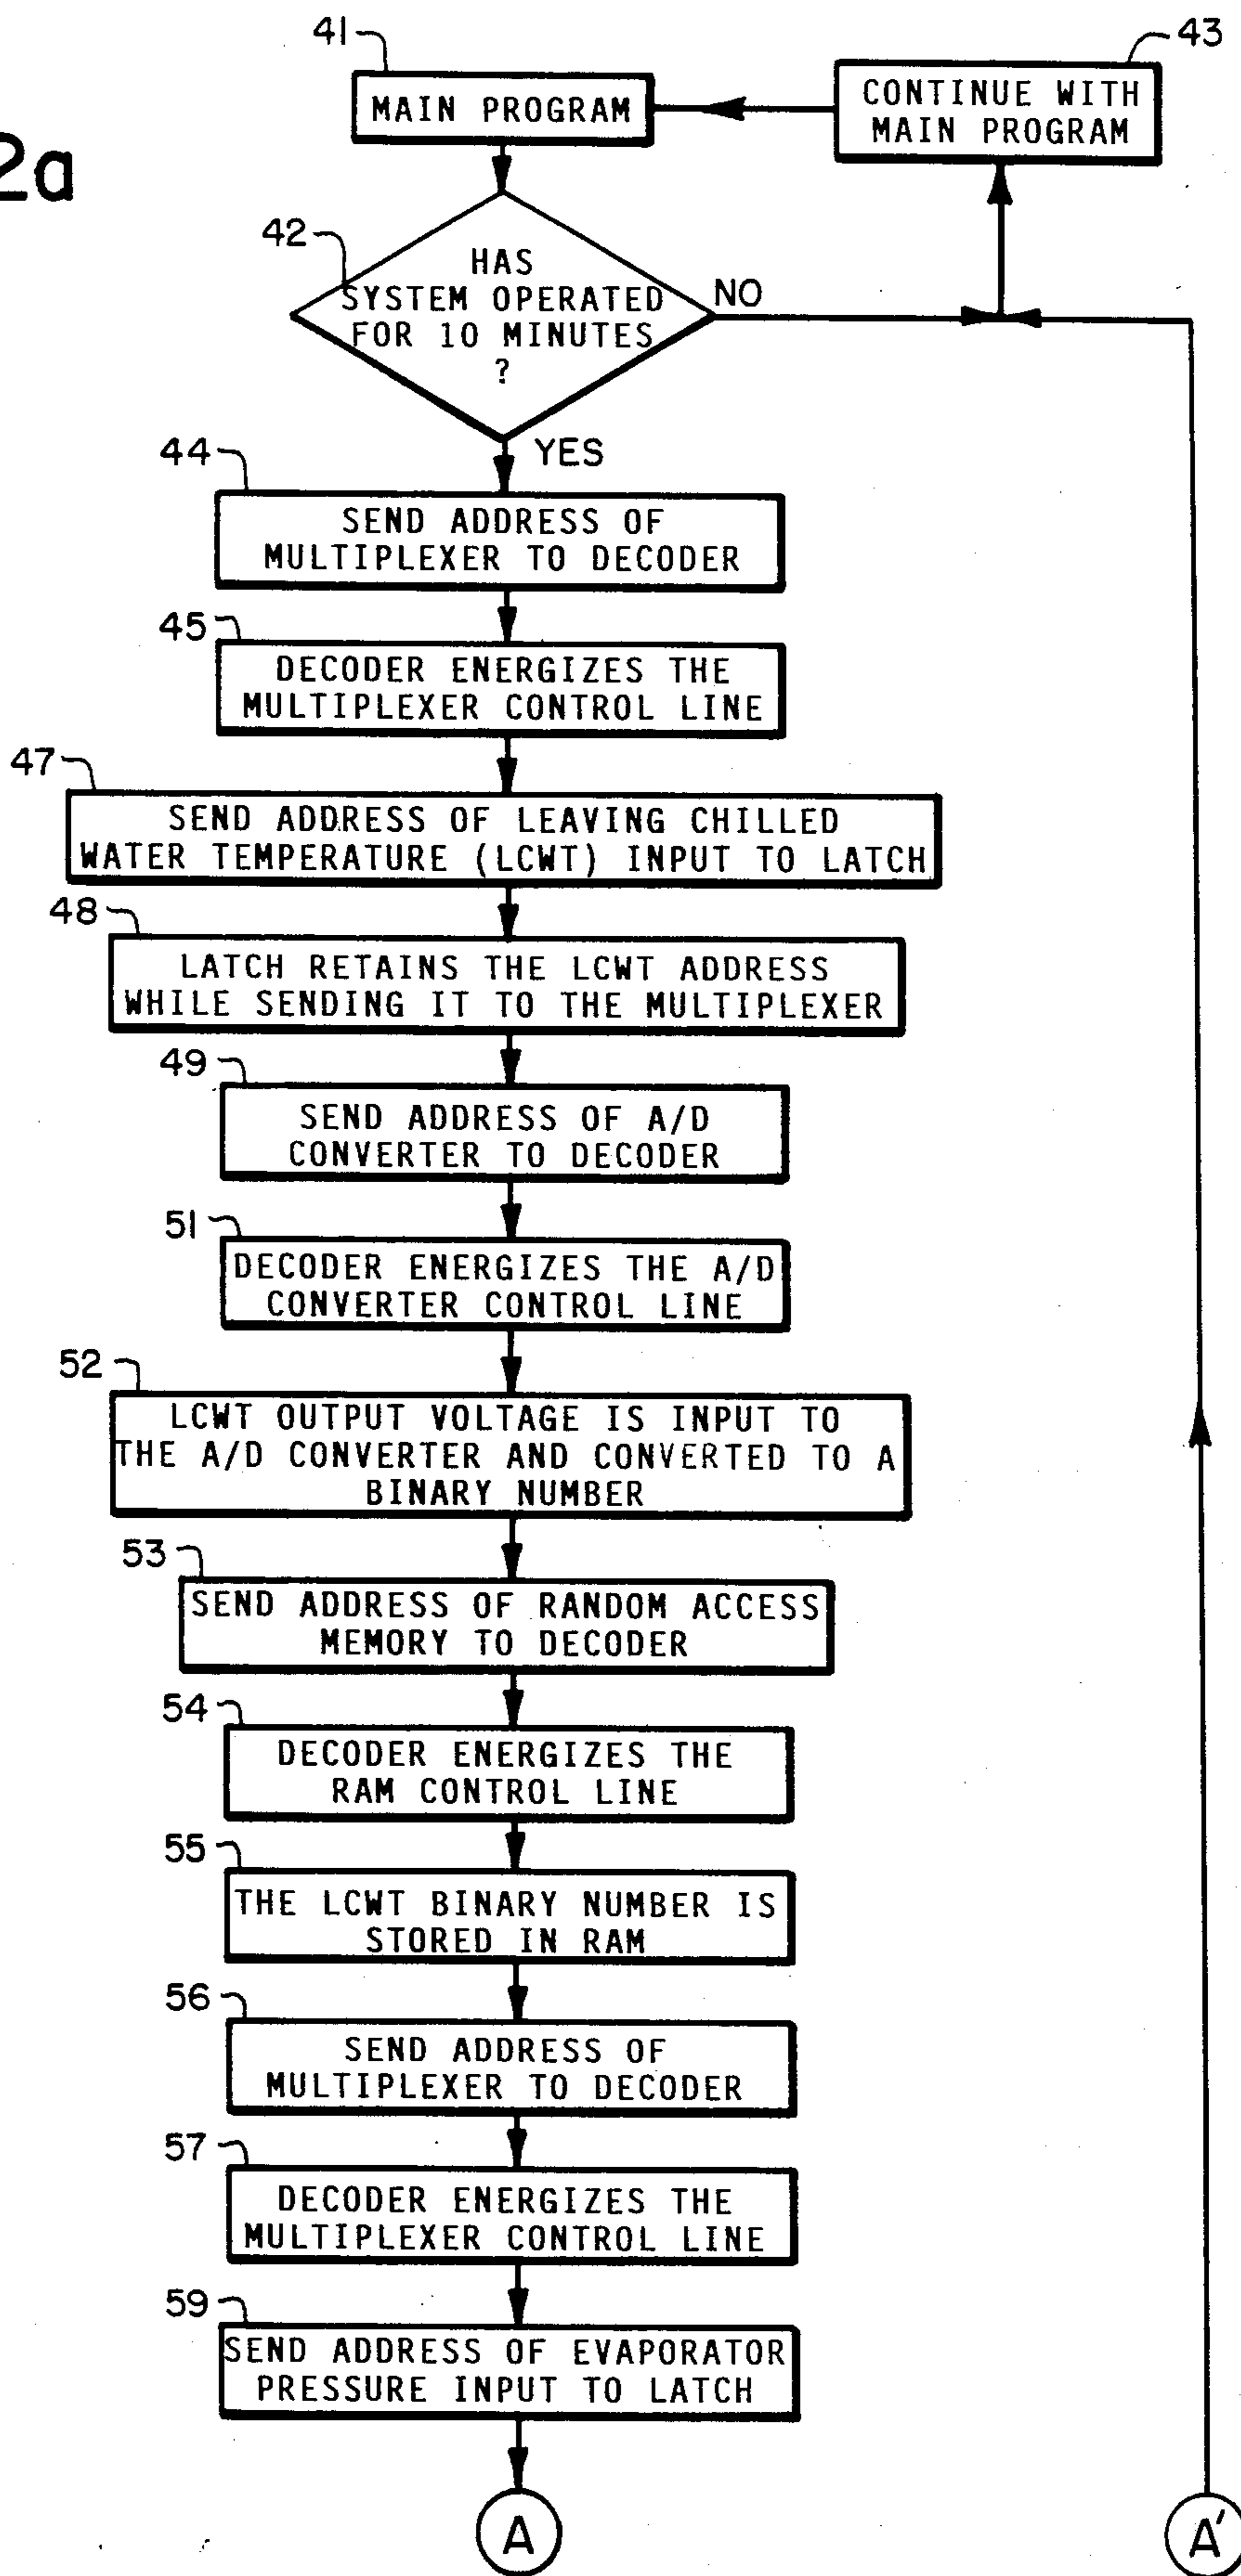 2a
41
MAIN PROGRAM
43
CONTINUE WITH
MAIN PROGRAM
42
HAS
SYSTEM OPERATED
FOR 10 MINUTES
?
NO
YES
44
SEND ADDRESS OF
MULTIPLEXER TO DECODER
45
DECODER ENERGIZES THE
MULTIPLEXER CONTROL LINE
47
SEND ADDRESS OF LEAVING CHILLED
WATER TEMPERATURE (LCWT) INPUT TO LATCH
48
LATCH RETAINS THE LCWT ADDRESS
WHILE SENDING IT TO THE MULTIPLEXER
49
SEND ADDRESS OF A/D
CONVERTER TO DECODER
51
DECODER ENERGIZES THE A/D
CONVERTER CONTROL LINE
52
LCWT OUTPUT VOLTAGE IS INPUT TO
THE A/D CONVERTER AND CONVERTED TO A
BINARY NUMBER
53
SEND ADDRESS OF RANDOM ACCESS
MEMORY TO DECODER
54
DECODER ENERGIZES THE
RAM CONTROL LINE
55
THE LCWT BINARY NUMBER IS
STORED IN RAM
56
SEND ADDRESS OF
MULTIPLEXER TO DECODER
57
DECODER ENERGIZES THE
MULTIPLEXER CONTROL LINE
59
SEND ADDRESS OF EVAPORATOR
PRESSURE INPUT TO LATCH
A
A'